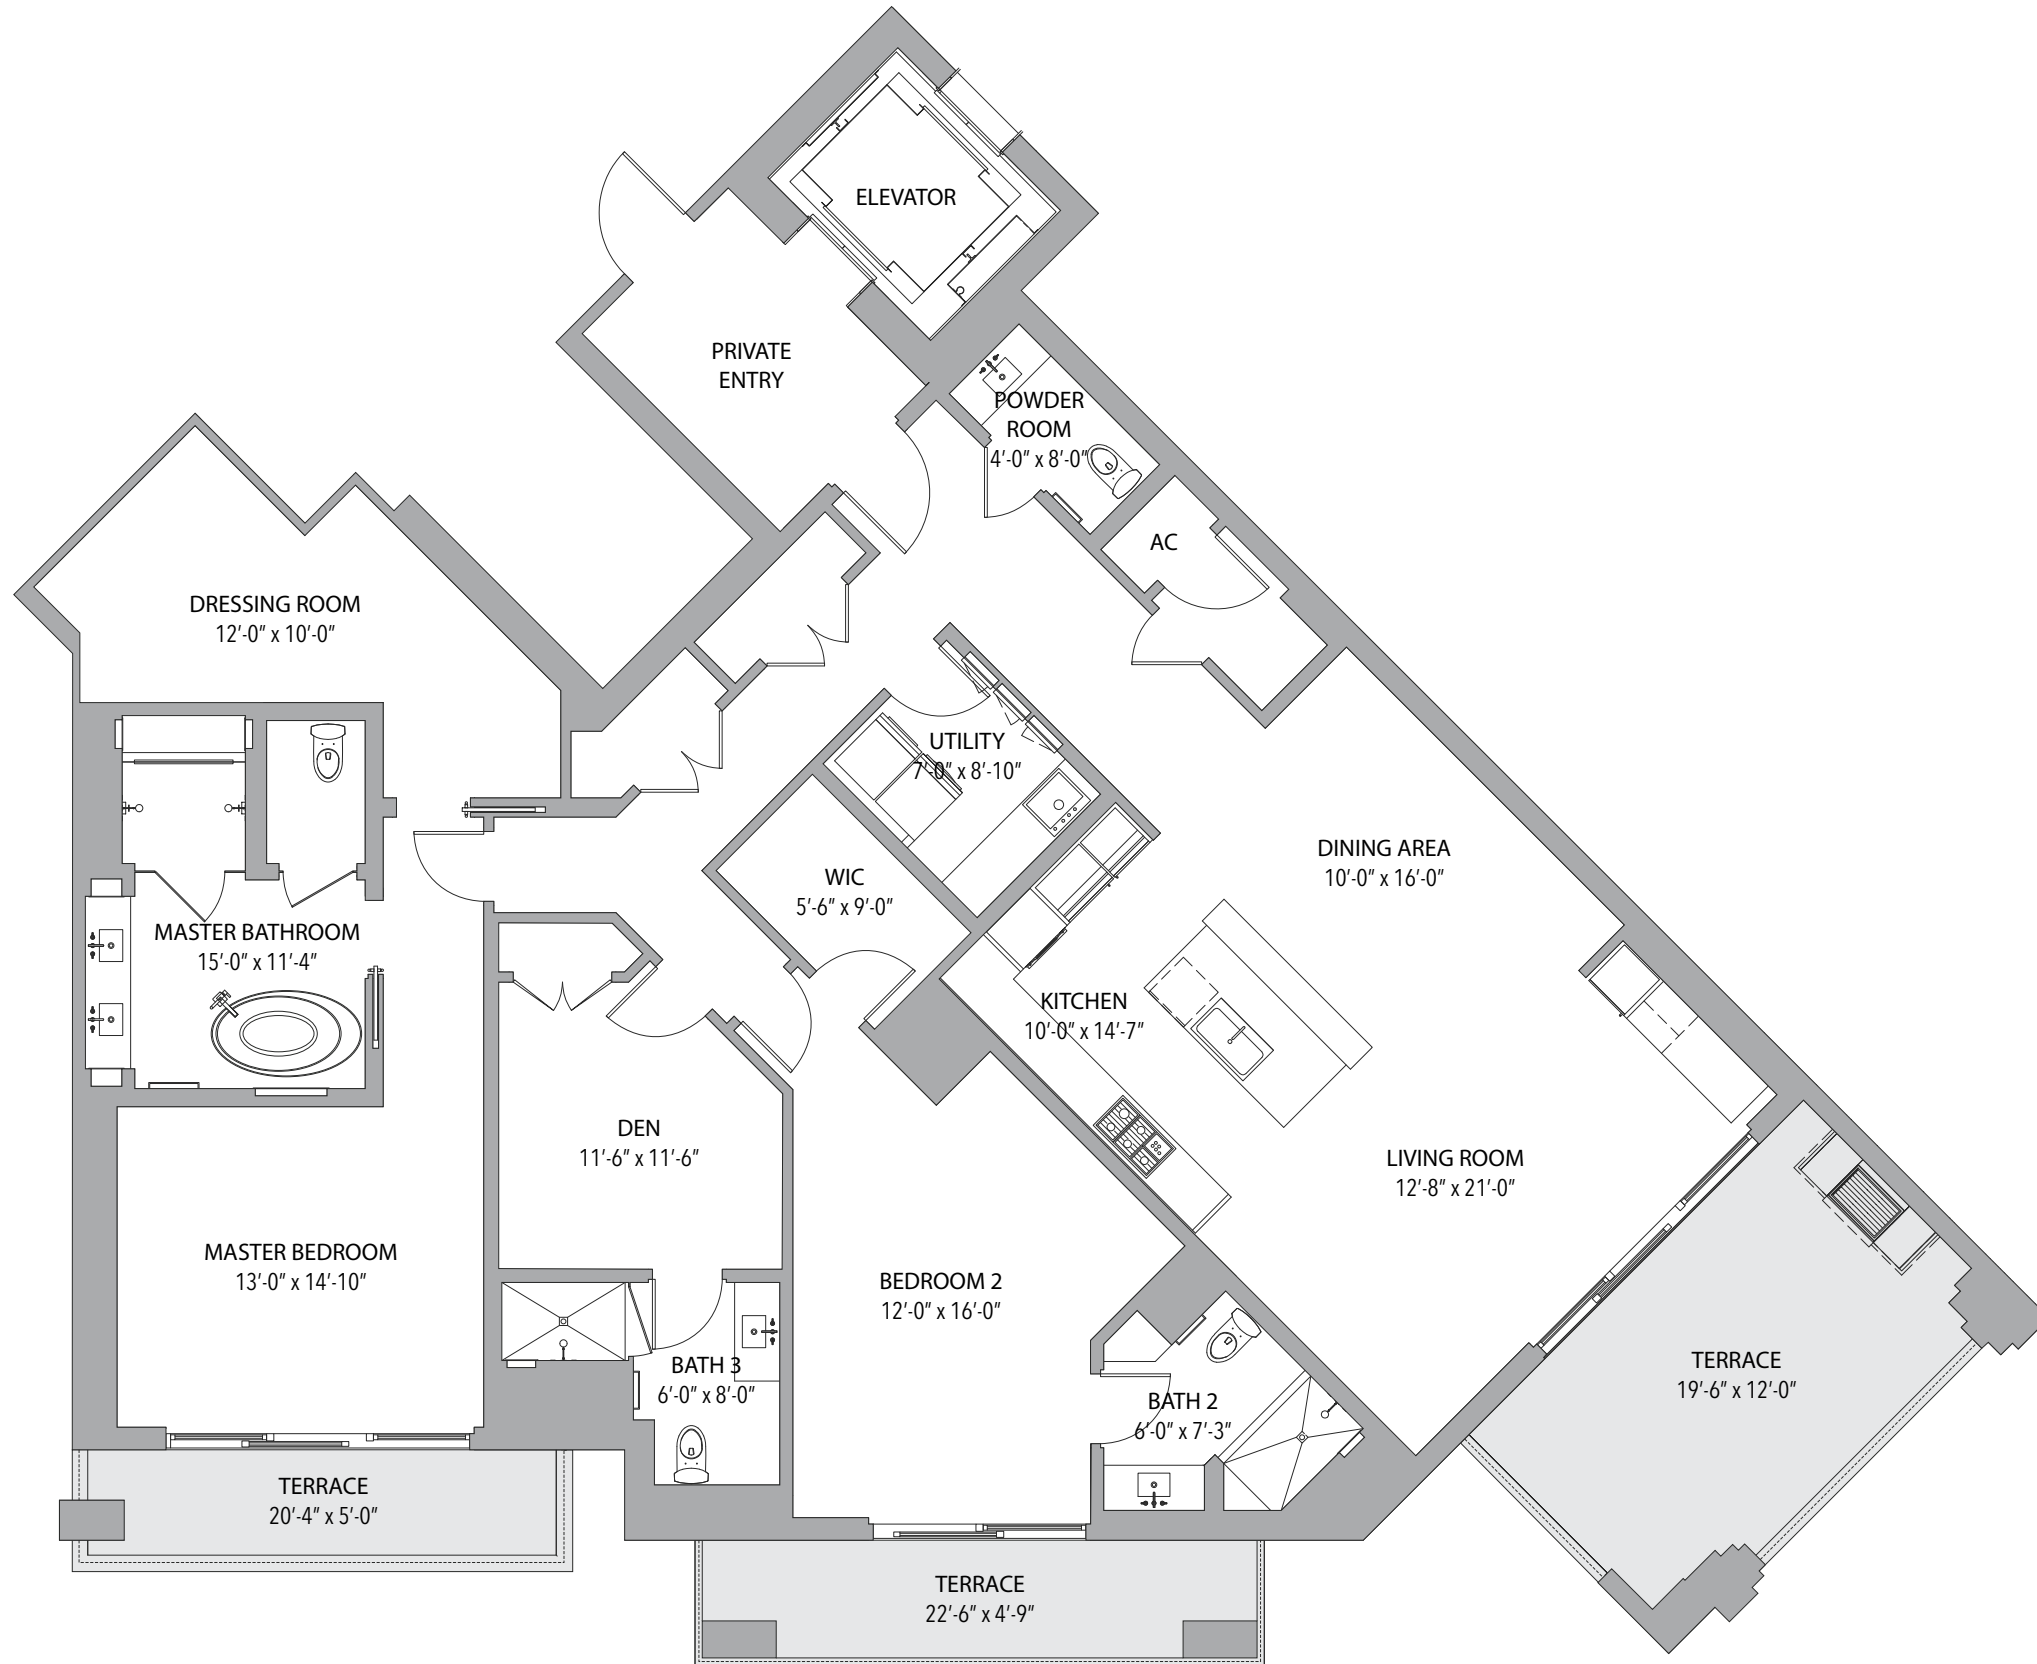 ELEVATOR
PRIVATE
ENTRY
POWDER
ROOM
4'-0" x 8'-0"
AC
DRESSING ROOM
12'-0" x 10'-0"
UTILITY
7'-0" x 8'-10"
DINING AREA
10'-0" x 16'-0"
WIC
5'-6" x 9'-0"
MASTER BATHROOM
15'-0" x 11'-4"
KITCHEN
10'-0" x 14'-7"
DEN
11'-6" x 11'-6"
LIVING ROOM
12'-8" x 21'-0"
MASTER BEDROOM
13'-0" x 14'-10"
BEDROOM 2
12'-0" x 16'-0"
BATH 3
6'-0" x 8'-0"
BATH 2
6'-0" x 7'-3"
TERRACE
19'-6" x 12'-0"
TERRACE
20'-4" x 5'-0"
TERRACE
22'-6" x 4'-9"